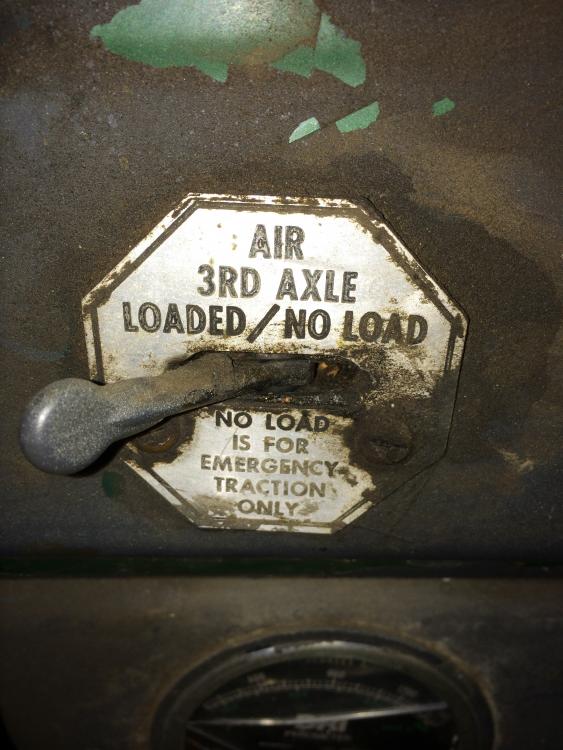 AIR
3RD AXLE
LOADED/NO LOAD
NO LOAD
IS FOR
EMERGENCY
TRACTION
ONLY